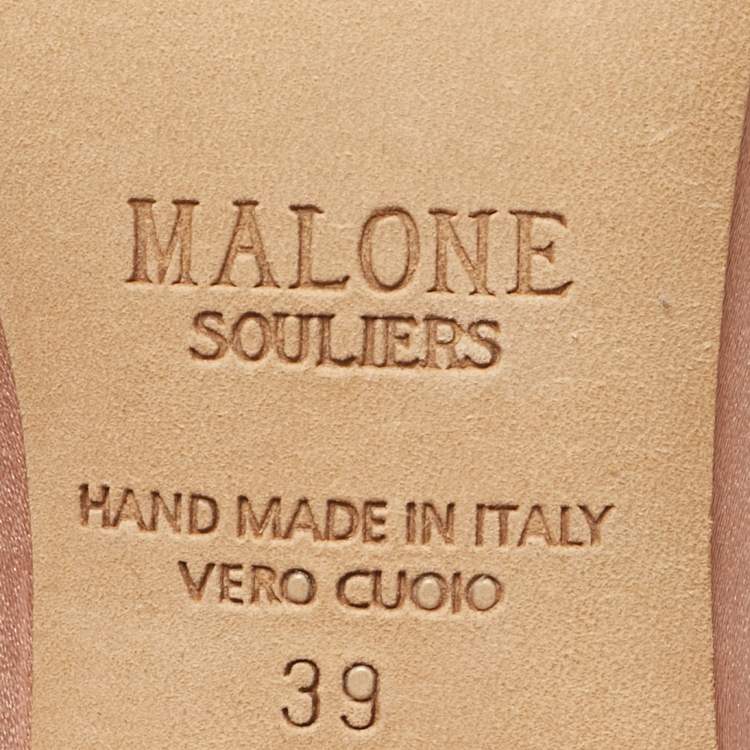 MALONE
SOULIERS
HAND MADE IN ITALY
VERO CUOIO
39